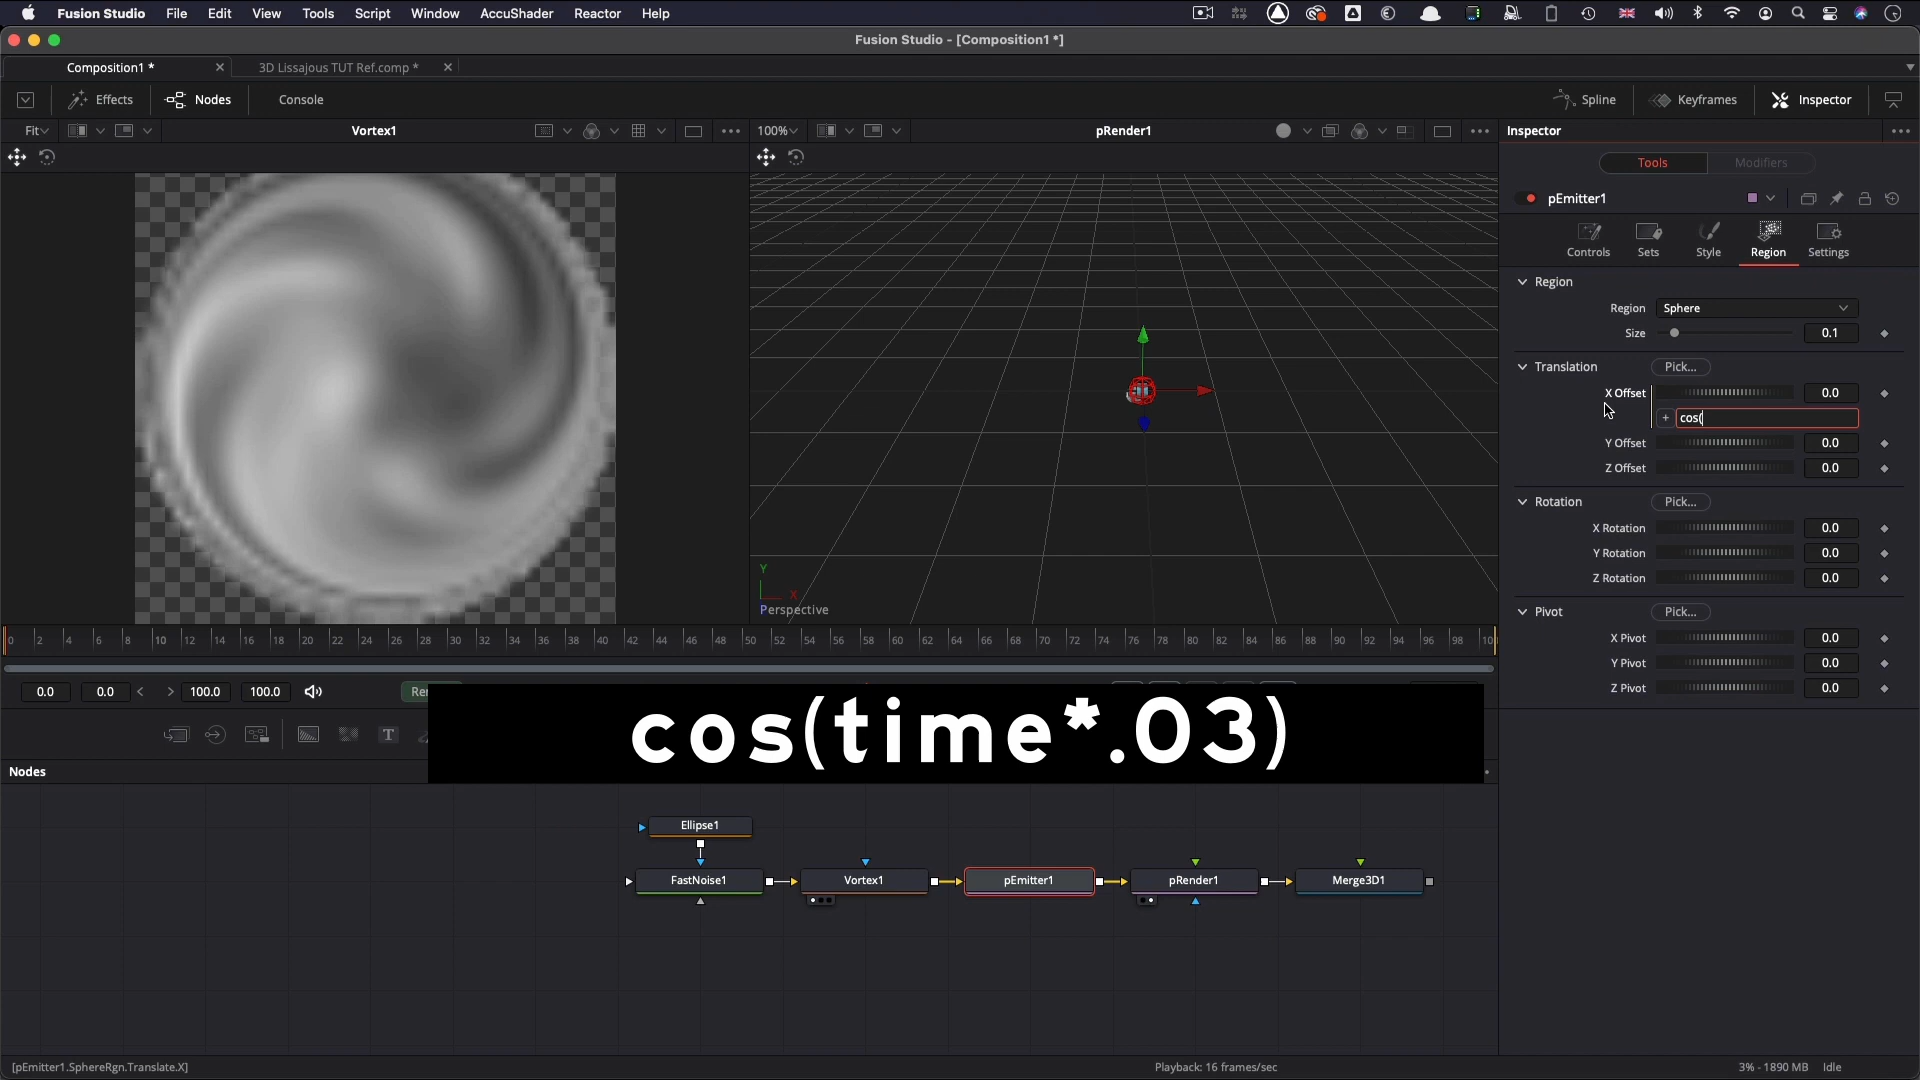 Fusion Studio File Edit View Tools Script Window AccuShader Reactor Help
Fusion Studio - [Composition1 *]
Composition1 * 3D Lissajous TUT Ref.comp *
Effects Nodes Console Spline Keyframes Inspector
Fit Vortex1 100% pRender1 Inspector
Tools Modifiers
pEmitter1
Controls Sets Style Region Settings
Region
Region Sphere
Size 0.1
Translation Pick...
X Offset 0.0
+ cos(
Y Offset 0.0
Z Offset 0.0
Rotation Pick...
X Rotation 0.0
Y Rotation 0.0
Z Rotation 0.0
Pivot Pick...
X Pivot 0.0
Y Pivot 0.0
Z Pivot 0.0
Y
X
Perspective
0 2 4 6 8 10 12 14 16 18 20 22 24 26 28 30 32 34 36 38 40 42 44 46 48 50 52 54 56 58 60 62 64 66 68 70 72 74 76 78 80 82 84 86 88 90 92 94 96 98 10
0.0 0.0 < > 100.0 100.0 Re
cos(time*.03)
T
Nodes
Ellipse1
FastNoise1 Vortex1 pEmitter1 pRender1 Merge3D1
[pEmitter1.SphereRgn.Translate.X] Playback: 16 frames/sec 3% - 1890 MB Idle